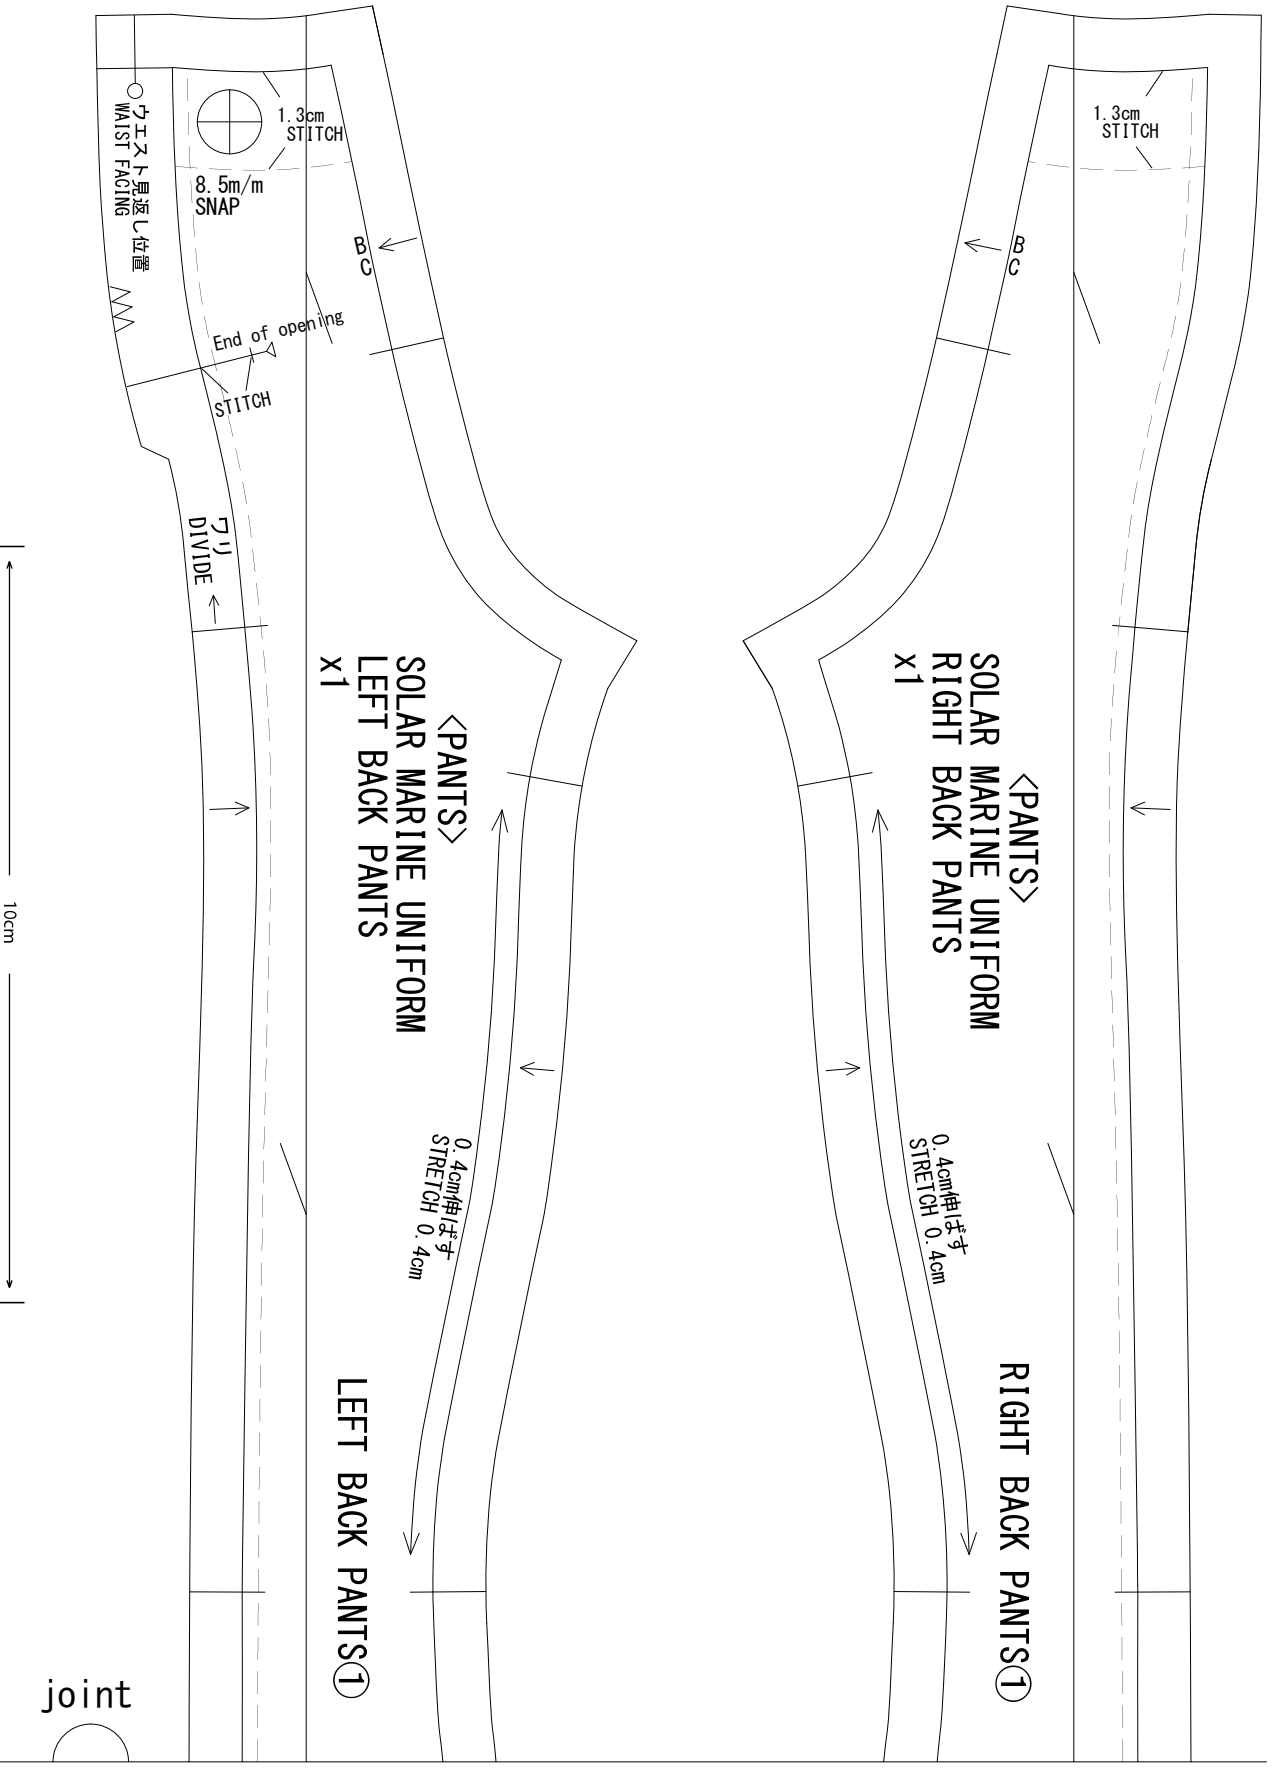 ウエスト見返し位置
WAIST FACING
1.3cm
STITCH
8.5m/m
SNAP
B
C
End of opening
STITCH
ワリ
DIVIDE
<PANTS>
SOLAR MARINE UNIFORM
LEFT BACK PANTS
x1
0.4cm伸ばす
STRETCH 0.4cm
LEFT BACK PANTS①
1.3cm
STITCH
B
C
<PANTS>
SOLAR MARINE UNIFORM
RIGHT BACK PANTS
x1
0.4cm伸ばす
STRETCH 0.4cm
RIGHT BACK PANTS①
10cm
joint